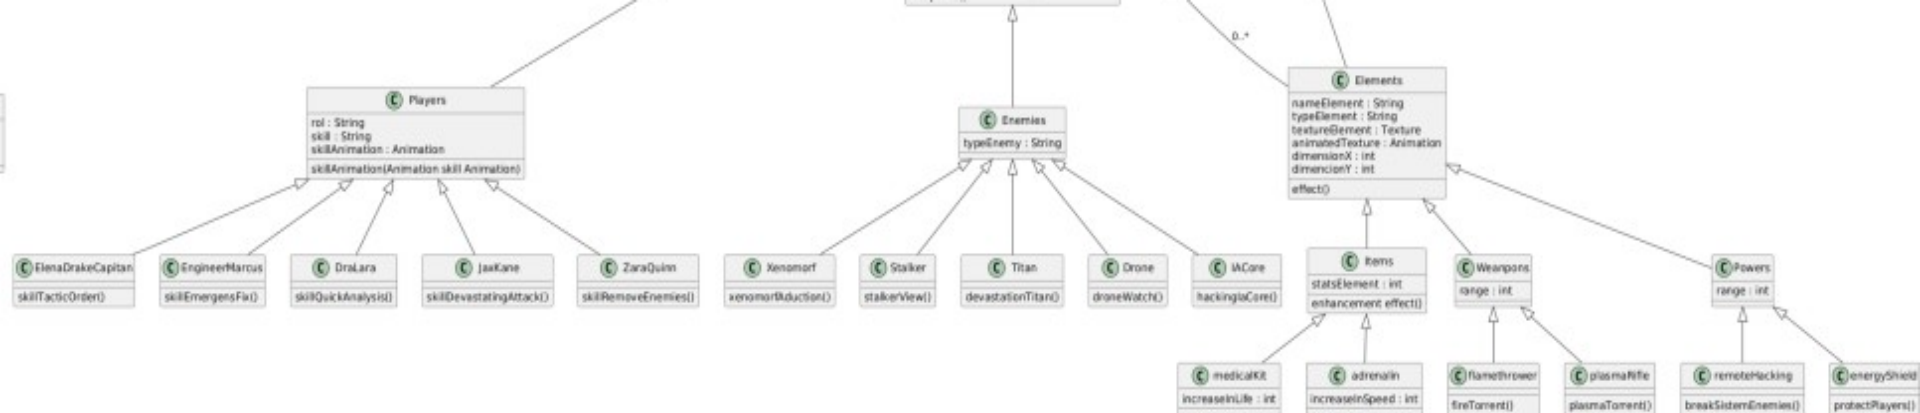 0..*
Players
rol : String
skill : String
skillAnimation : Animation
skillAnimation(Animation skill Animation)
Enemies
typeEnemy : String
Elements
nameElement : String
typeElement : String
textureElement : Texture
animatedTexture : Animation
dimensionX : int
dimencionY : int
effect()
ElenaDrakeCapitan
skillTacticOrder()
EngineerMarcus
skillEmergensFix()
DraLara
skillQuickAnalysis()
JaxKane
skillDevastatingAttack()
ZaraQuinn
skillRemoveEnemies()
Xenomorf
xenomorfAduction()
Stalker
stalkerView()
Titan
devastationTitan()
Drone
droneWatch()
IACore
hackingIaCore()
Items
statsElement : int
enhancement effect()
Weanpons
range : int
Powers
range : int
medicalKit
increaseInLife : int
adrenalin
increaseInSpeed : int
flamethrower
fireTorrent()
plasmaRifle
plasmaTorrent()
remoteHacking
breakSistemEnemies()
energyShield
protectPlayers()